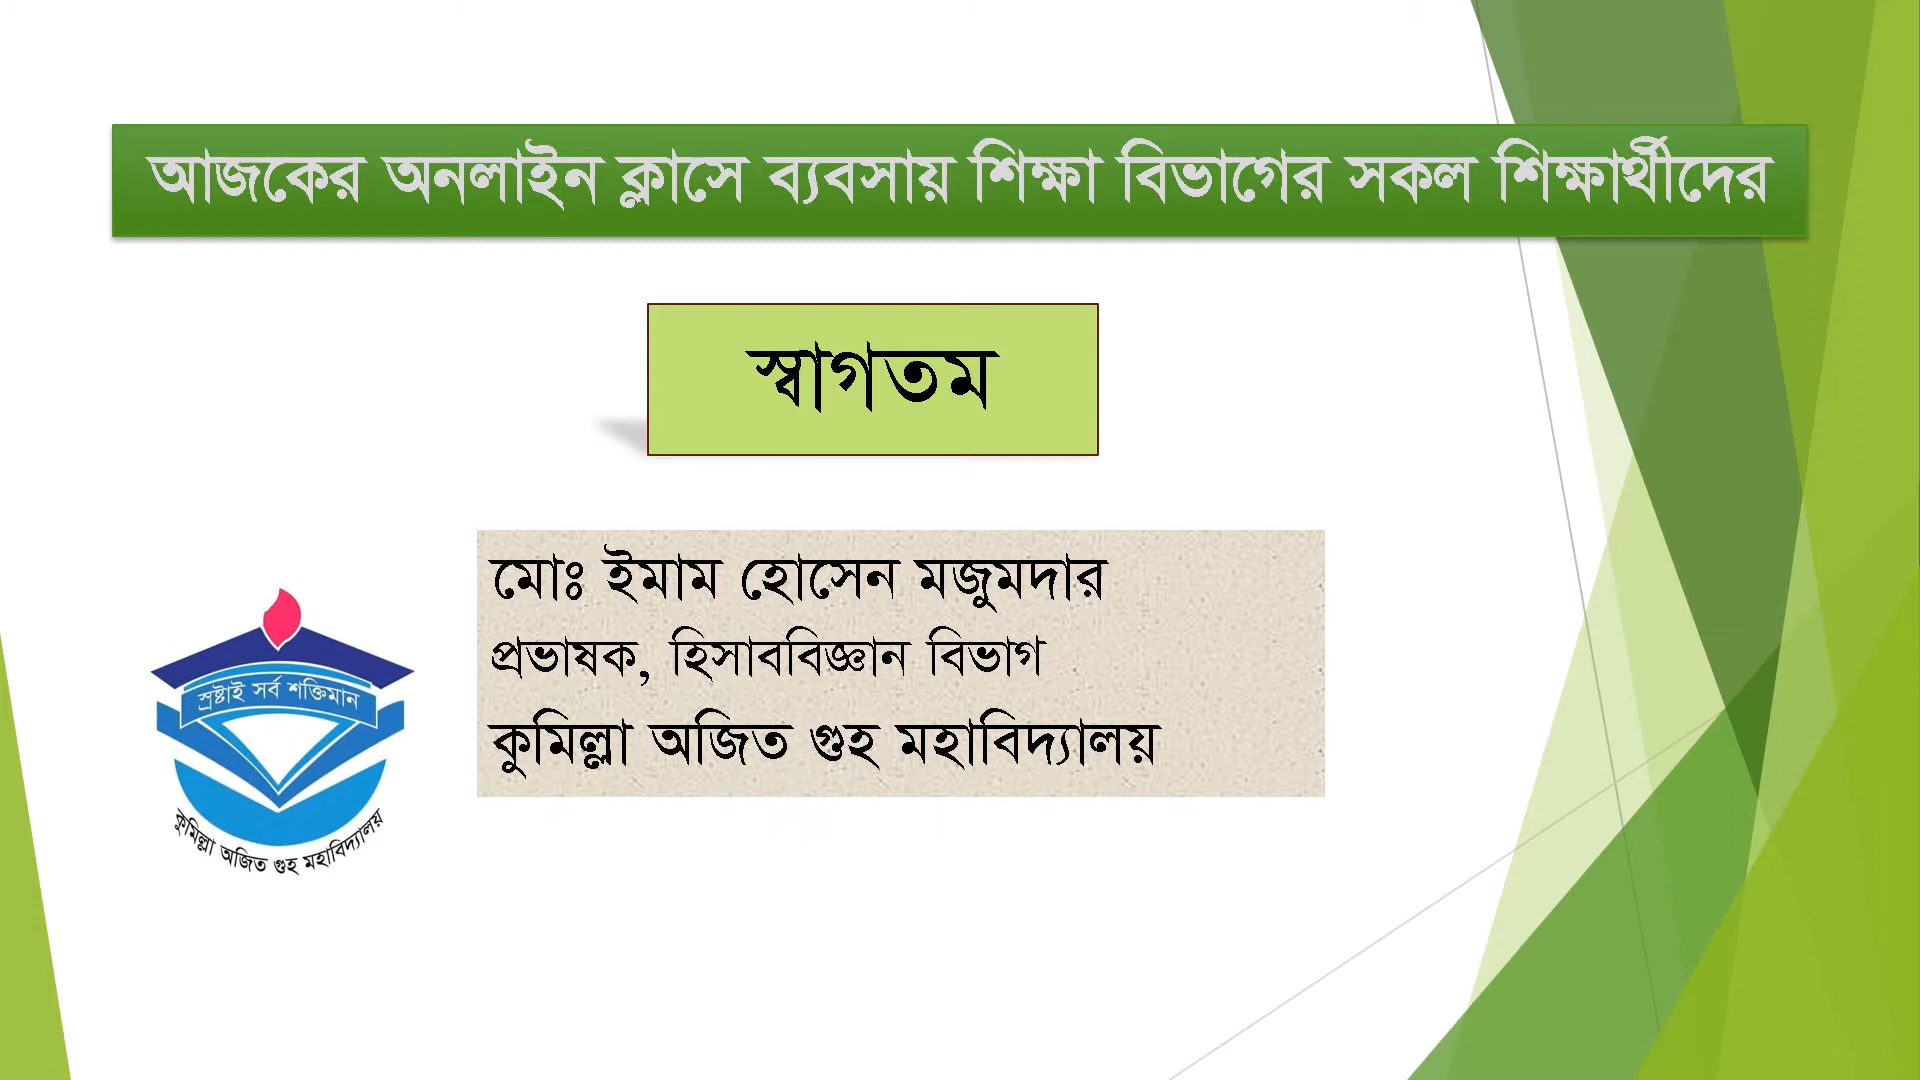 আজকের অনলাইন ক্লাসে ব্যবসায় শিক্ষা বিভাগের সকল শিক্ষার্থীদের
স্বাগতম
মোঃ ইমাম হোসেন মজুমদার
প্রভাষক, হিসাববিজ্ঞান বিভাগ
কুমিল্লা অজিত গুহ মহাবিদ্যালয়
স্রষ্টাই সর্ব শক্তিমান
কুমিল্লা অজিত গুহ মহাবিদ্যালয়